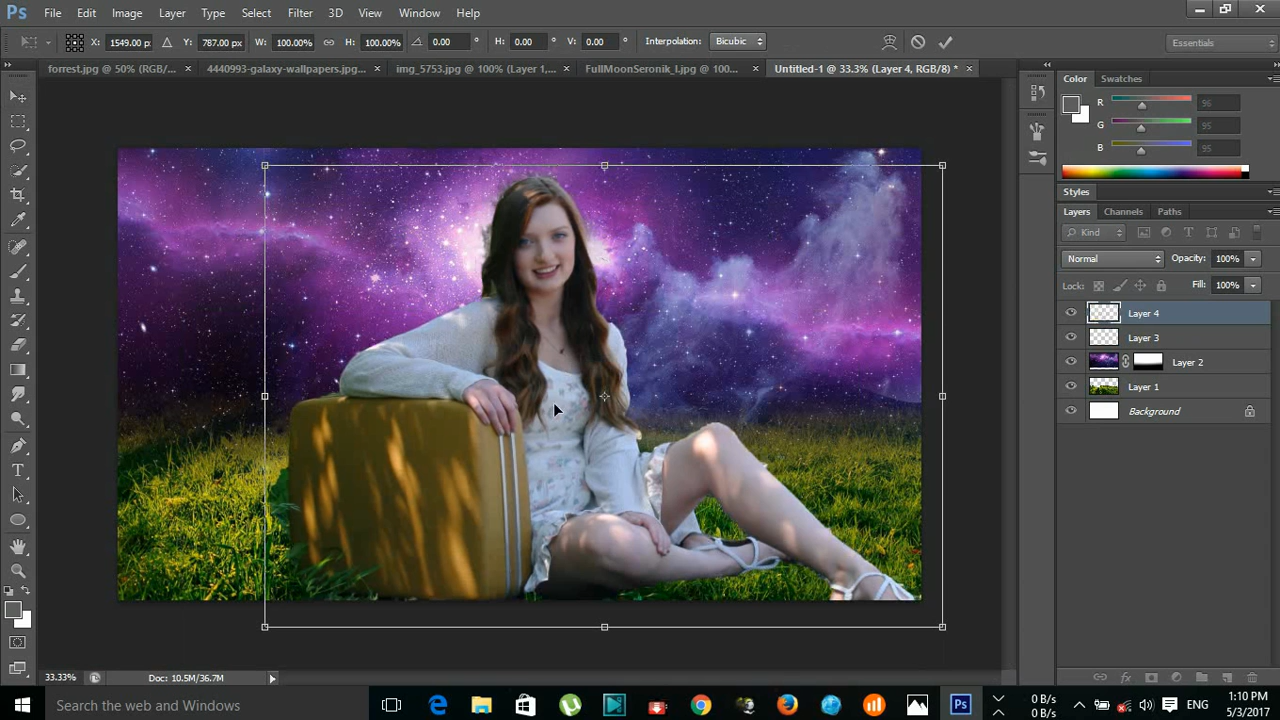 Ps File Edit Image Layer Type Select Filter 3D View Window Help
X: 1549.00 p: Y: 787.00 px W: 100.00% H: 100.00% 0.00 ° H: 0.00 ° V: 0.00 ° Interpolation: Bicubic Essentials
forrest.jpg @ 50% (RGB/... × 4440993-galaxy-wallpapers.jpg... × img_5753.jpg @ 100% (Layer 1,... × FullMoonSeronik_I.jpg @ 100... × Untitled-1 @ 33.3% (Layer 4, RGB/8) * ×
Color Swatches
R 96
G 95
B 95
Styles
Layers Channels Paths
Kind
Normal Opacity: 100%
Lock: Fill: 100%
Layer 4
Layer 3
Layer 2
Layer 1
Background
33.33% Doc: 10.5M/36.7M
Search the web and Windows
Ps
0 B/s
0 B/s
1:10 PM
5/3/2017